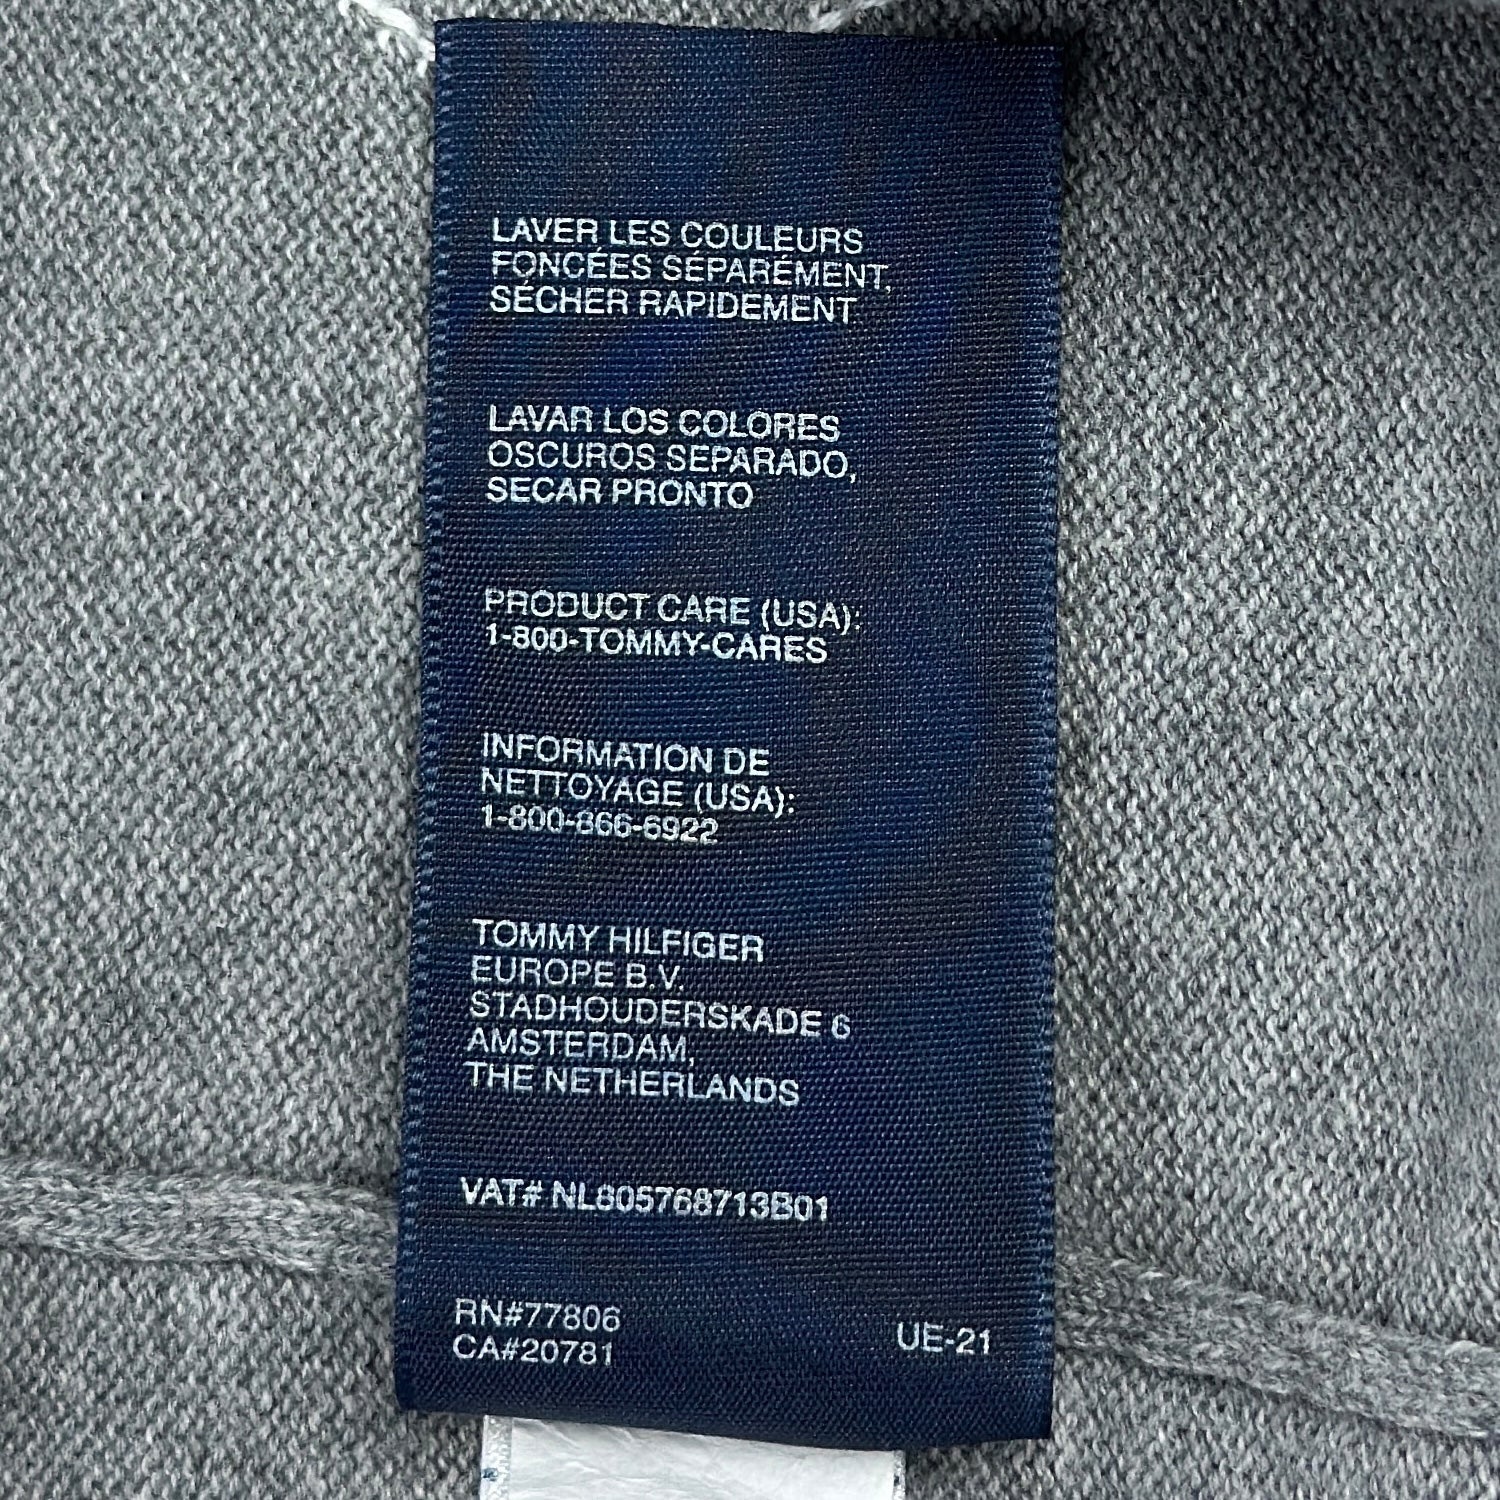 LAVER LES COULEURS
FONCÉES SÉPARÉMENT,
SÉCHER RAPIDEMENT
LAVAR LOS COLORES
OSCUROS SEPARADO,
SECAR PRONTO
PRODUCT CARE (USA):
1-800-TOMMY-CARES
INFORMATION DE
NETTOYAGE (USA):
1-800-866-6922
TOMMY HILFIGER
EUROPE B.V.
STADHOUDERSKADE 6
AMSTERDAM,
THE NETHERLANDS
VAT# NL805768713B01
RN#77806
CA#20781
UE-21